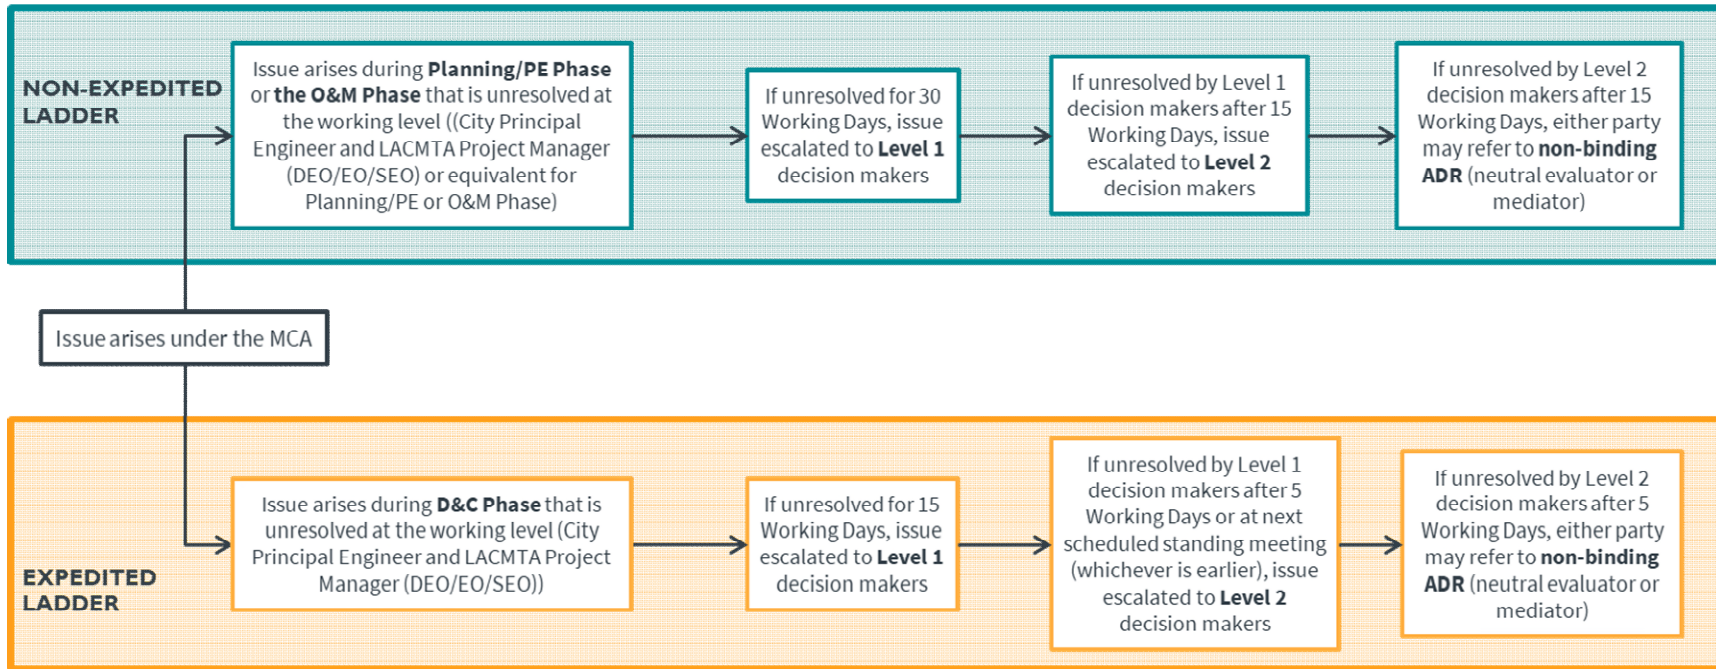 NON-EXPEDITED
LADDER
Issue arises during Planning/PE Phase
or the O&M Phase that is unresolved at
the working level ((City Principal
Engineer and LACMTA Project Manager
(DEO/EO/SEO) or equivalent for
Planning/PE or O&M Phase)
If unresolved for 30
Working Days, issue
escalated to Level 1
decision makers
If unresolved by Level 1
decision makers after 15
Working Days, issue
escalated to Level 2
decision makers
If unresolved by Level 2
decision makers after 15
Working Days, either party
may refer to non-binding
ADR (neutral evaluator or
mediator)
Issue arises under the MCA
EXPEDITED
LADDER
Issue arises during D&C Phase that is
unresolved at the working level (City
Principal Engineer and LACMTA Project
Manager (DEO/EO/SEO))
If unresolved for 15
Working Days, issue
escalated to Level 1
decision makers
If unresolved by Level 1
decision makers after 5
Working Days or at next
scheduled standing meeting
(whichever is earlier), issue
escalated to Level 2
decision makers
If unresolved by Level 2
decision makers after 5
Working Days, either party
may refer to non-binding
ADR (neutral evaluator or
mediator)